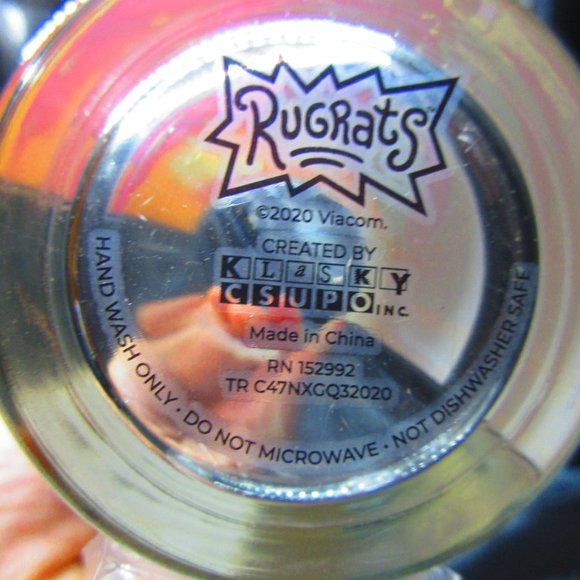 RUGRatS
©2020 Viacom.
CREATED BY
KLaSKY
CSUPO INC.
Made in China
RN 152992
TR C47NXGQ32020
HAND WASH ONLY · DO NOT MICROWAVE · NOT DISHWASHER SAFE